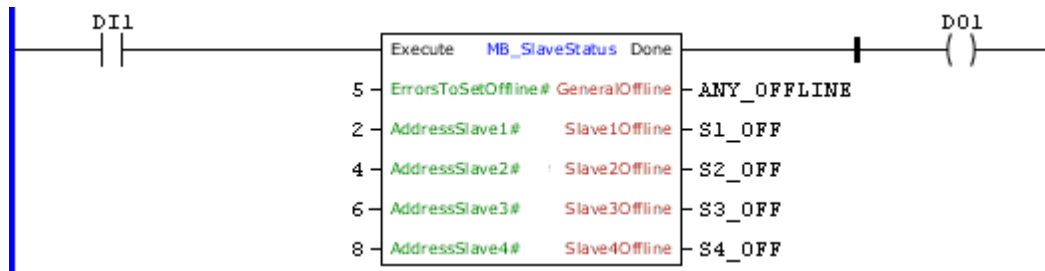 DI1 DO1
Execute MB_SlaveStatus Done
5 ErrorsToSetOffline# GeneralOffline ANY_OFFLINE
2 AddressSlave1# Slave1Offline S1_OFF
4 AddressSlave2# Slave2Offline S2_OFF
6 AddressSlave3# Slave3Offline S3_OFF
8 AddressSlave4# Slave4Offline S4_OFF